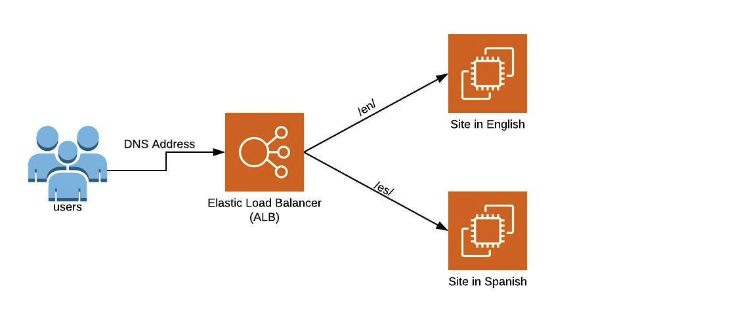 users
DNS Address
Elastic Load Balancer
(ALB)
/en/
/es/
Site in English
Site in Spanish